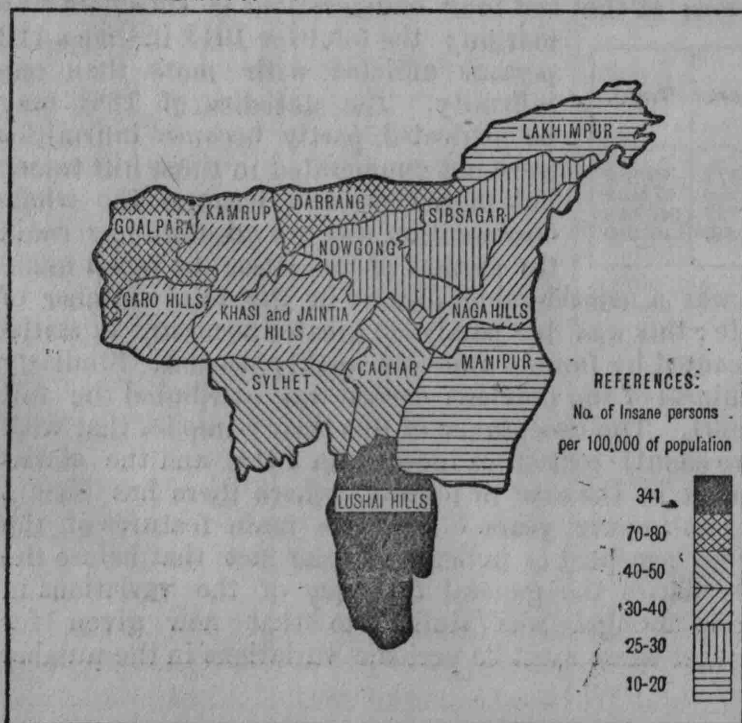 LAKHIMPUR
DARRANG
KAMRUP
GOALPARA
SIBSAGAR
NOWGONG
GARO HILLS
KHASI and JAINTIA
HILLS
NAGA HILLS
CACHAR
MANIPUR
SYLHET
LUSHAI HILLS
REFERENCES:
No. of Insane persons
per 100,000 of population
341
70-80
40-50
30-40
25-30
10-20